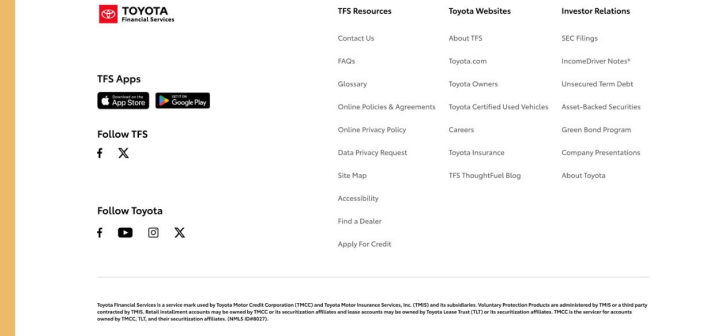 TOYOTA
Financial Services
TFS Apps
Download on the
App Store
GET IT ON
Google Play
Follow TFS
Follow Toyota
TFS Resources
Contact Us
FAQs
Glossary
Online Policies & Agreements
Online Privacy Policy
Data Privacy Request
Site Map
Accessibility
Find a Dealer
Apply For Credit
Toyota Websites
About TFS
Toyota.com
Toyota Owners
Toyota Certified Used Vehicles
Careers
Toyota Insurance
TFS ThoughtFuel Blog
Investor Relations
SEC Filings
IncomeDriver Notes®
Unsecured Term Debt
Asset-Backed Securities
Green Bond Program
Company Presentations
About Toyota
Toyota Financial Services is a service mark used by Toyota Motor Credit Corporation (TMCC) and Toyota Motor Insurance Services, Inc. (TMIS) and its subsidiaries. Voluntary Protection Products are administered by TMIS or a third party
contracted by TMIS. Retail installment accounts may be owned by TMCC or its securitization affiliates and lease accounts may be owned by Toyota Lease Trust (TLT) or its securitization affiliates. TMCC is the servicer for accounts
owned by TMCC, TLT, and their securitization affiliates. (NMLS ID#8027).